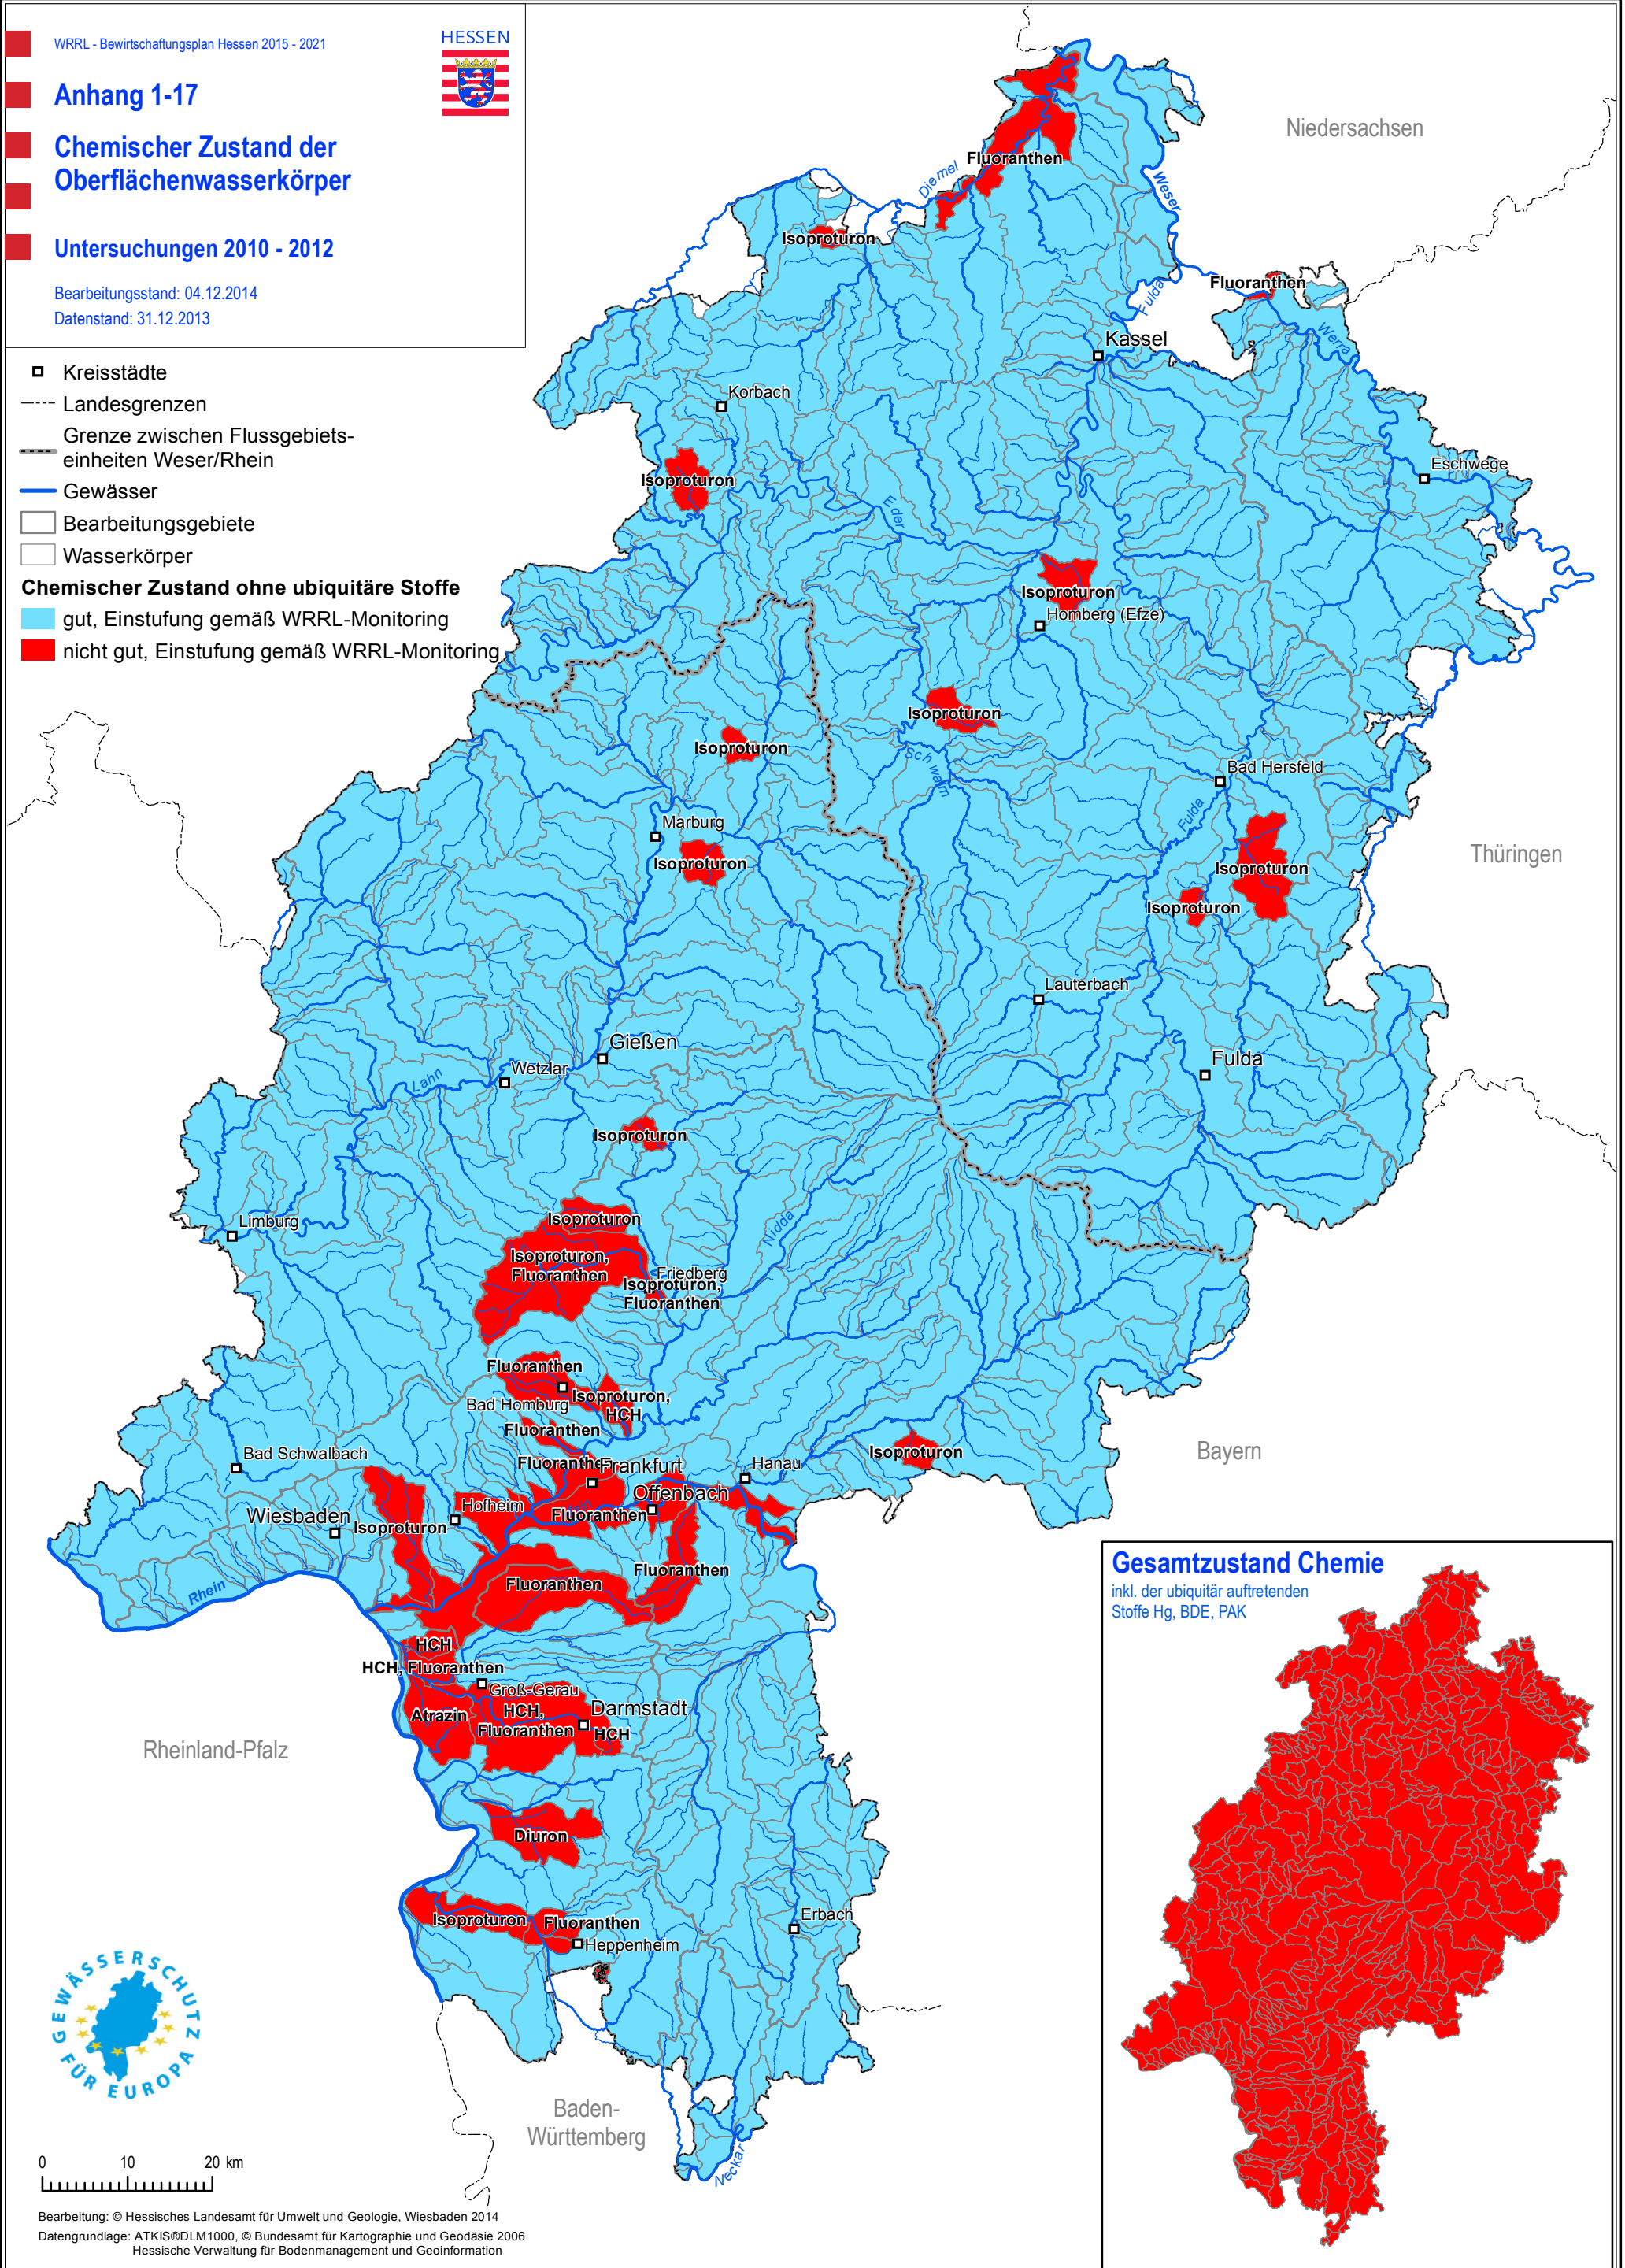 WRRL - Bewirtschaftungsplan Hessen 2015 - 2021
HESSEN
Anhang 1-17
Chemischer Zustand der
Oberflächenwasserkörper
Untersuchungen 2010 - 2012
Bearbeitungsstand: 04.12.2014
Datenstand: 31.12.2013
Kreisstädte
Landesgrenzen
Grenze zwischen Flussgebiets-
einheiten Weser/Rhein
Gewässer
Bearbeitungsgebiete
Wasserkörper
Chemischer Zustand ohne ubiquitäre Stoffe
gut, Einstufung gemäß WRRL-Monitoring
nicht gut, Einstufung gemäß WRRL-Monitoring
Niedersachsen
Fluoranthen
Diemel
Weser
Isoproturon
Fluoranthen
Fulda
Werra
Kassel
Korbach
Eschwege
Isoproturon
Eder
Isoproturon
Homberg (Efze)
Isoproturon
Isoproturon
Schwalm
Bad Hersfeld
Fulda
Marburg
Isoproturon
Thüringen
Isoproturon
Isoproturon
Lauterbach
Gießen
Fulda
Wetzlar
Lahn
Isoproturon
Limburg
Isoproturon
Nidda
Isoproturon,
Fluoranthen
Friedberg
Isoproturon,
Fluoranthen
Fluoranthen
Bad Homburg
Isoproturon,
HCH
Fluoranthen
Isoproturon
Bayern
Bad Schwalbach
Fluoranthe
Frankfurt
Hanau
Offenbach
Hofheim
Wiesbaden
Fluoranthen
Isoproturon
Fluoranthen
Fluoranthen
Rhein
HCH
HCH, Fluoranthen
Groß-Gerau
Atrazin
HCH,
Fluoranthen
Darmstadt
HCH
Rheinland-Pfalz
Diuron
Isoproturon
Fluoranthen
Erbach
Heppenheim
Baden-
Württemberg
Neckar
Gesamtzustand Chemie
inkl. der ubiquitär auftretenden
Stoffe Hg, BDE, PAK
GEWÄSSERSCHUTZ
FÜR EUROPA
0 10 20 km
Bearbeitung: © Hessisches Landesamt für Umwelt und Geologie, Wiesbaden 2014
Datengrundlage: ATKIS®DLM1000, © Bundesamt für Kartographie und Geodäsie 2006
Hessische Verwaltung für Bodenmanagement und Geoinformation